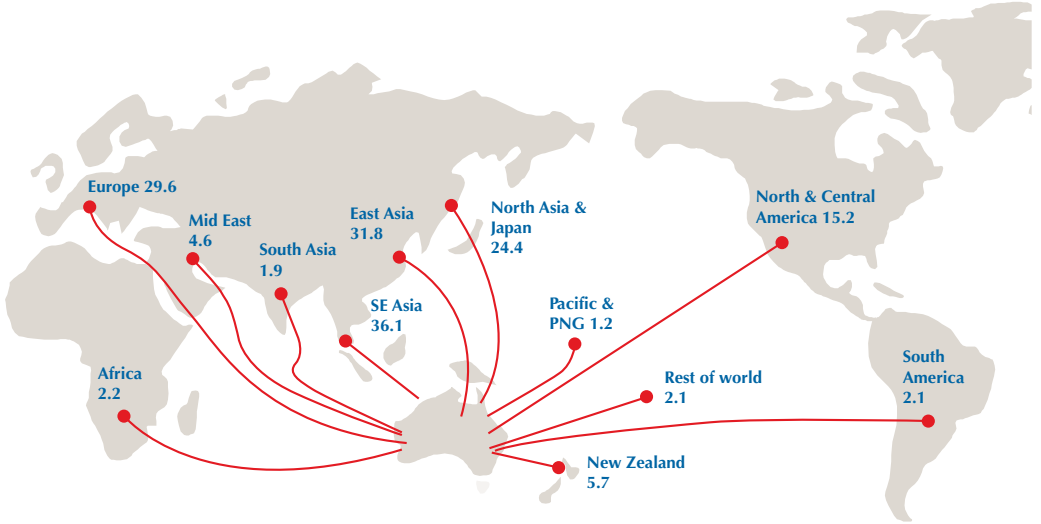 Europe 29.6
Mid East
4.6
South Asia
1.9
East Asia
31.8
North Asia &
Japan
24.4
North & Central
America 15.2
SE Asia
36.1
Pacific &
PNG 1.2
Africa
2.2
Rest of world
2.1
South
America
2.1
New Zealand
5.7